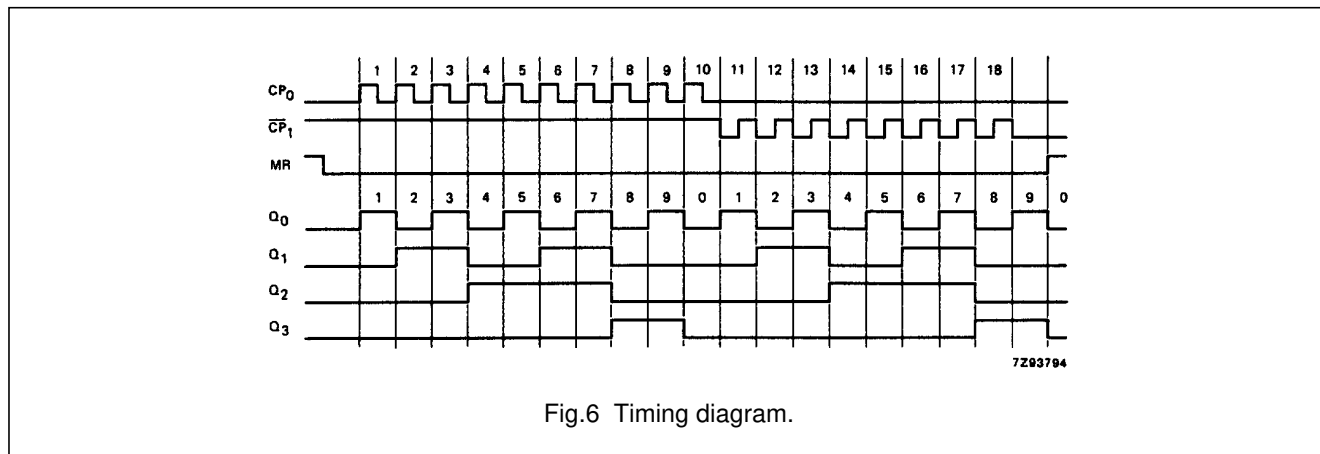 1 2 3 4 5 6 7 8 9 10 11 12 13 14 15 16 17 18
CP0
CP1
MR
1 2 3 4 5 6 7 8 9 0 1 2 3 4 5 6 7 8 9 0
Q0
Q1
Q2
Q3
7Z93794
Fig.6 Timing diagram.